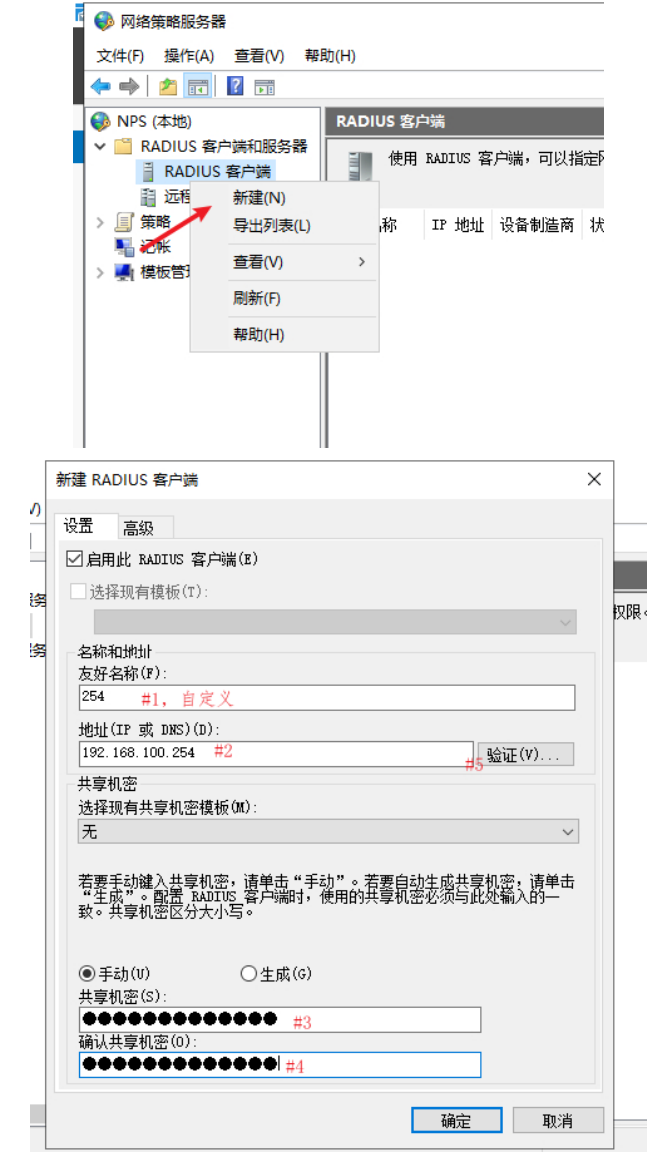 网络策略服务器
文件(F) 操作(A) 查看(V) 帮助(H)
NPS (本地)
RADIUS 客户端和服务器
RADIUS 客户端
远程
策略
记帐
模板管
新建(N)
导出列表(L)
查看(V)
刷新(F)
帮助(H)
RADIUS 客户端
使用 RADIUS 客户端，可以指定
称 IP 地址 设备制造商 状
新建 RADIUS 客户端
V)
设置 高级
启用此 RADIUS 客户端(E)
选择现有模板(T):
服务
权限
服务
名称和地址
友好名称(F):
254 #1, 自定义
地址(IP 或 DNS)(D):
192.168.100.254 #2
#5 验证(V)...
共享机密
选择现有共享机密模板(M):
无
若要手动键入共享机密，请单击“手动”。若要自动生成共享机密，请单击
“生成”。配置 RADIUS 客户端时，使用的共享机密必须与此处输入的一
致。共享机密区分大小写。
手动(U) 生成(G)
共享机密(S):
●●●●●●●●●●●●● #3
确认共享机密(O):
●●●●●●●●●●●●● #4
确定 取消